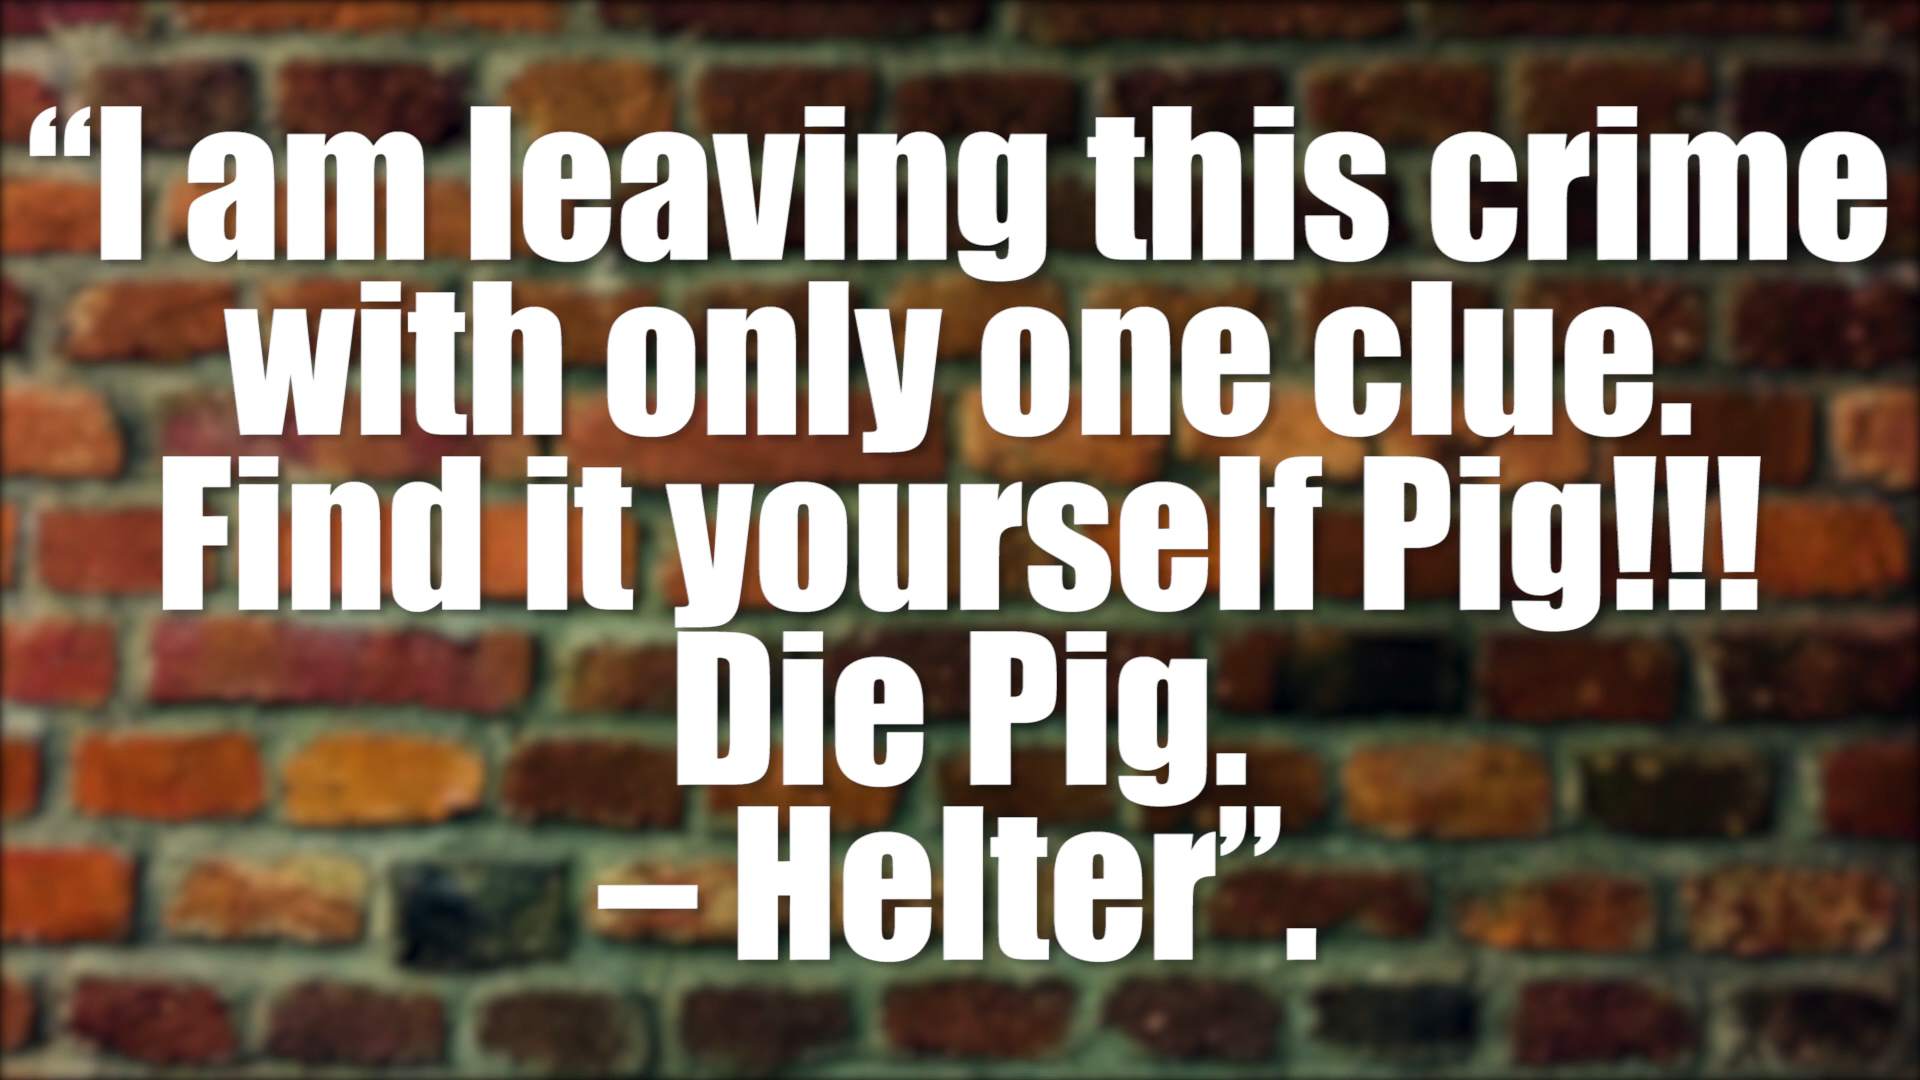 “I am leaving this crime
with only one clue.
Find it yourself Pig!!!
Die Pig.
– Helter”.